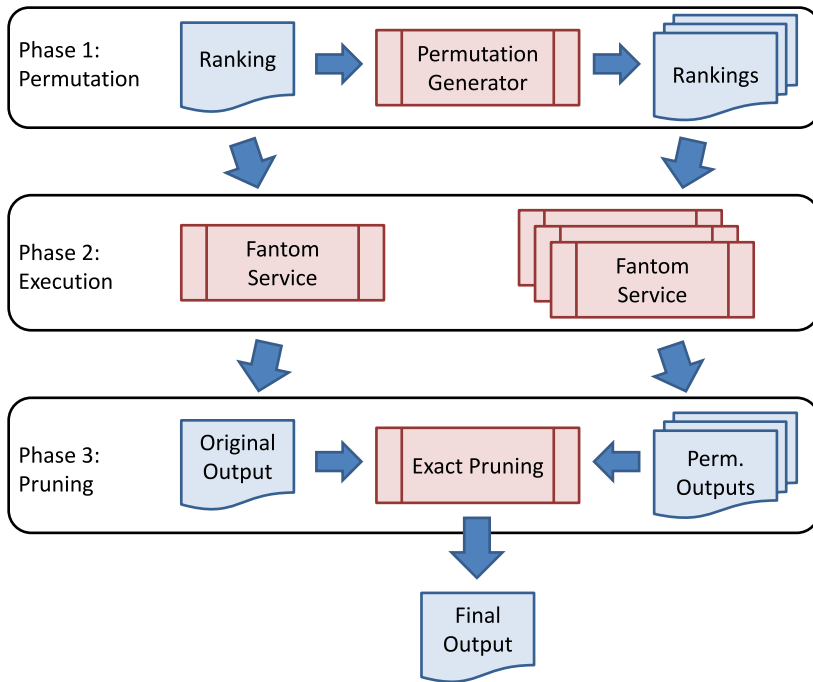 Phase 1:
Permutation
Ranking
Permutation
Generator
Rankings
Phase 2:
Execution
Fantom
Service
Fantom
Service
Phase 3:
Pruning
Original
Output
Exact Pruning
Perm.
Outputs
Final
Output